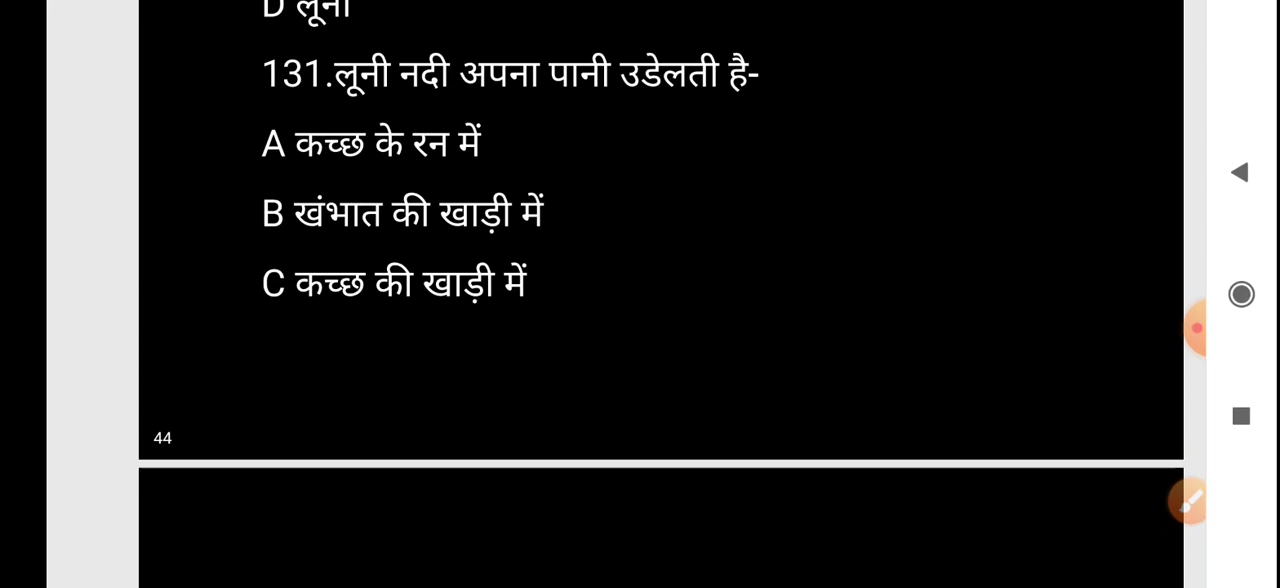 D लूनी
131.लूनी नदी अपना पानी उडेलती है-
A कच्छ के रन में
B खंभात की खाड़ी में
C कच्छ की खाड़ी में
44